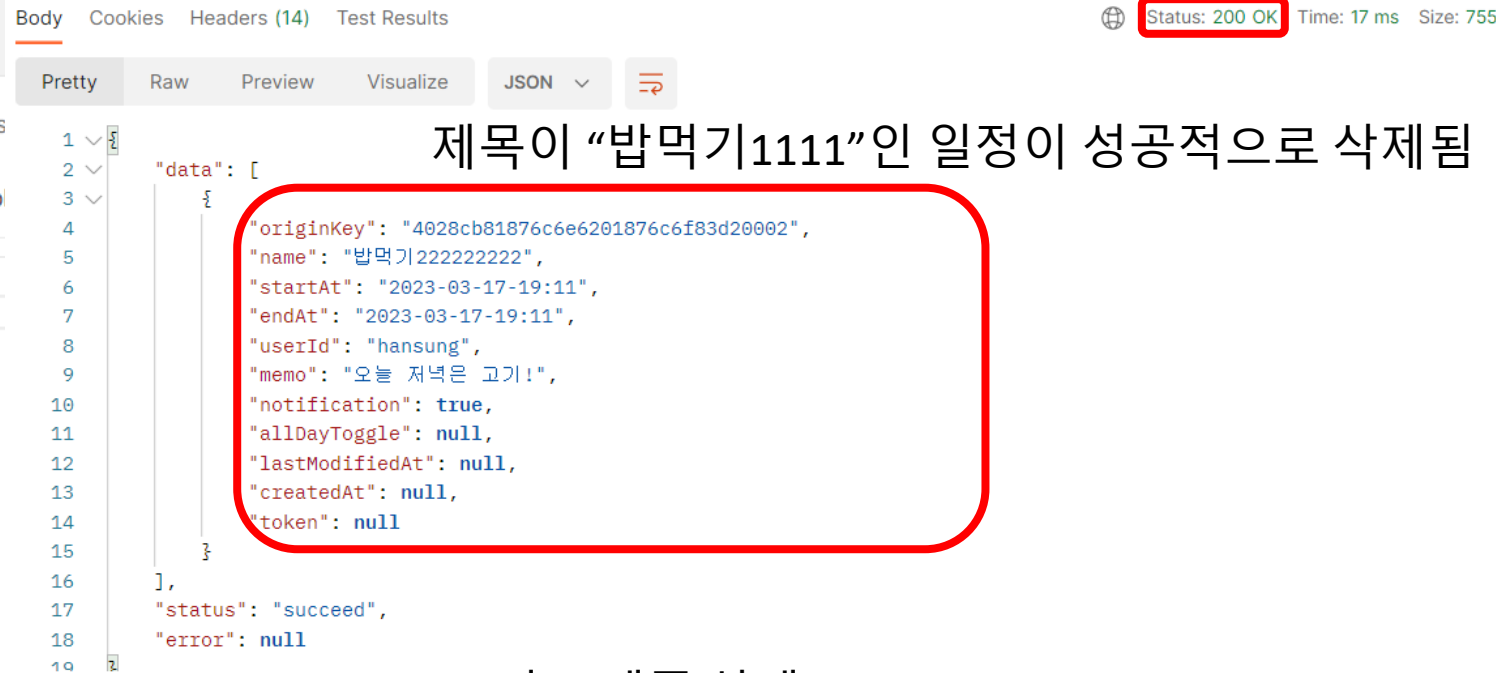 Body Cookies Headers (14) Test Results Status: 200 OK Time: 17 ms Size: 755
Pretty Raw Preview Visualize JSON
제목이 “밥먹기1111”인 일정이 성공적으로 삭제됨
1 {
2 "data": [
3 {
4 "originKey": "4028cb81876c6e6201876c6f83d20002",
5 "name": "밥먹기222222222",
6 "startAt": "2023-03-17-19:11",
7 "endAt": "2023-03-17-19:11",
8 "userId": "hansung",
9 "memo": "오늘 저녁은 고기!",
10 "notification": true,
11 "allDayToggle": null,
12 "lastModifiedAt": null,
13 "createdAt": null,
14 "token": null
15 }
16 ],
17 "status": "succeed",
18 "error": null
19 }